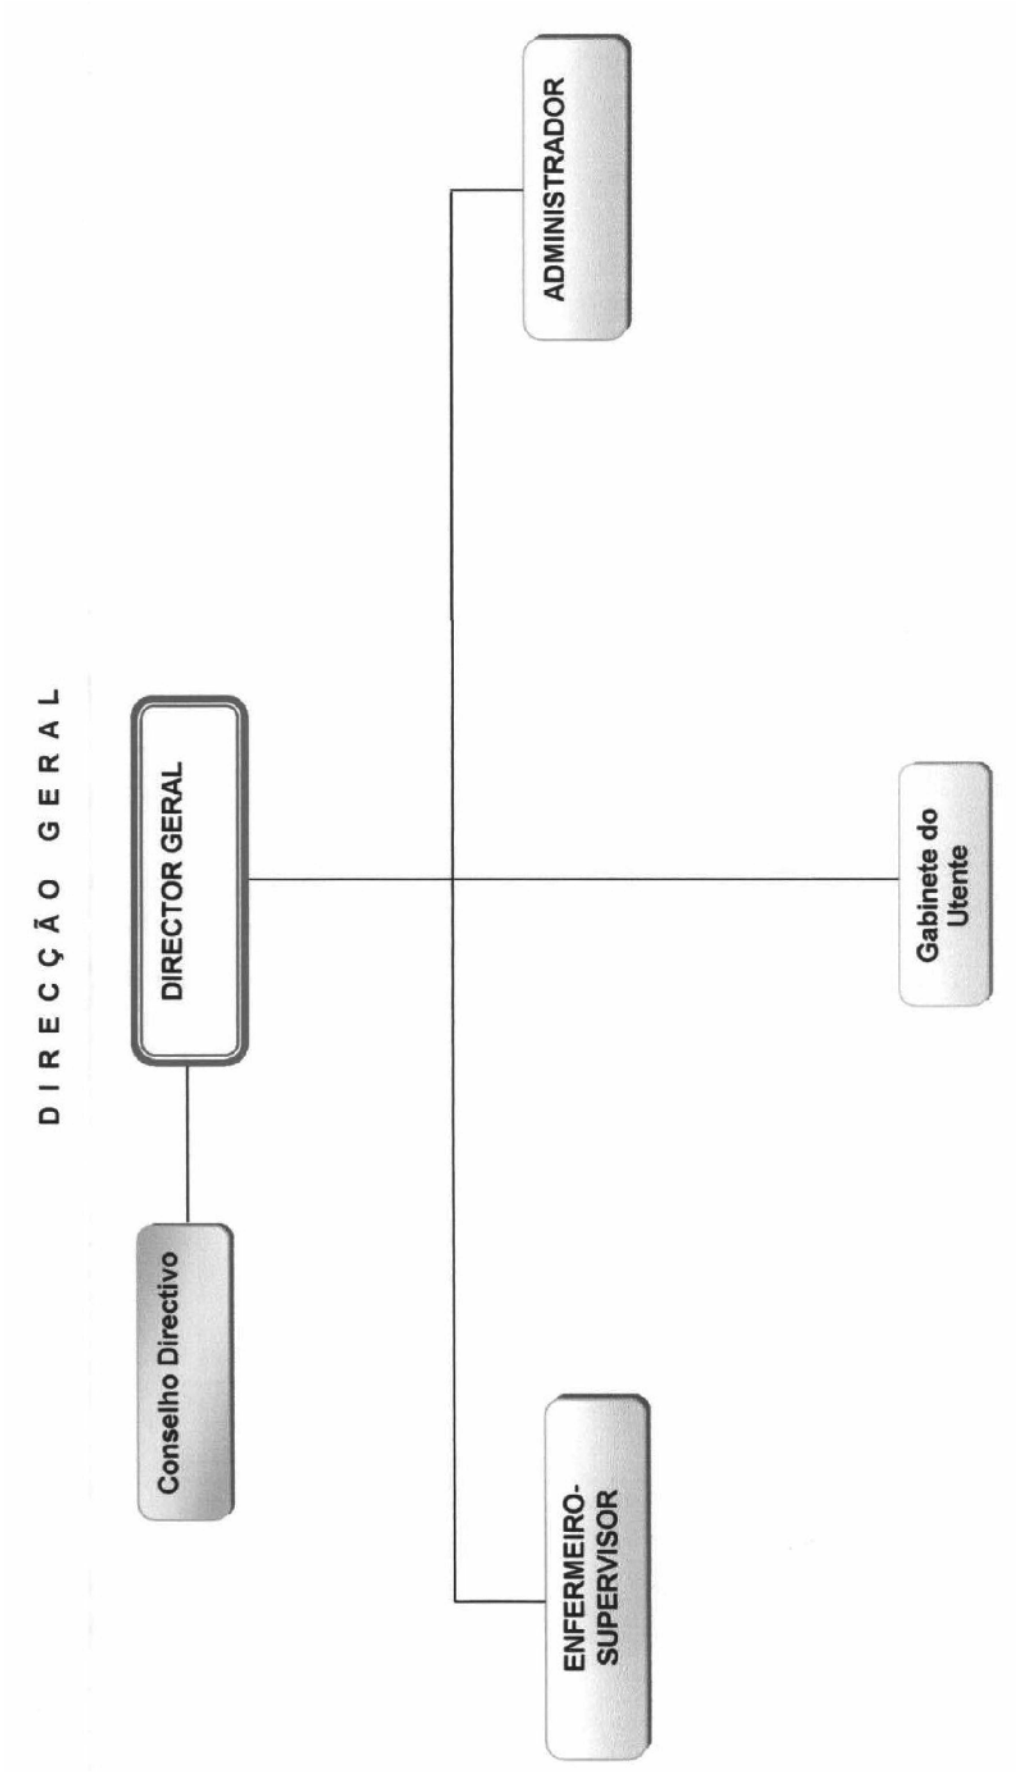 DIRECÇÃO GERAL
Conselho Directivo
DIRECTOR GERAL
ENFERMEIRO-
SUPERVISOR
ADMINISTRADOR
Gabinete do
Utente